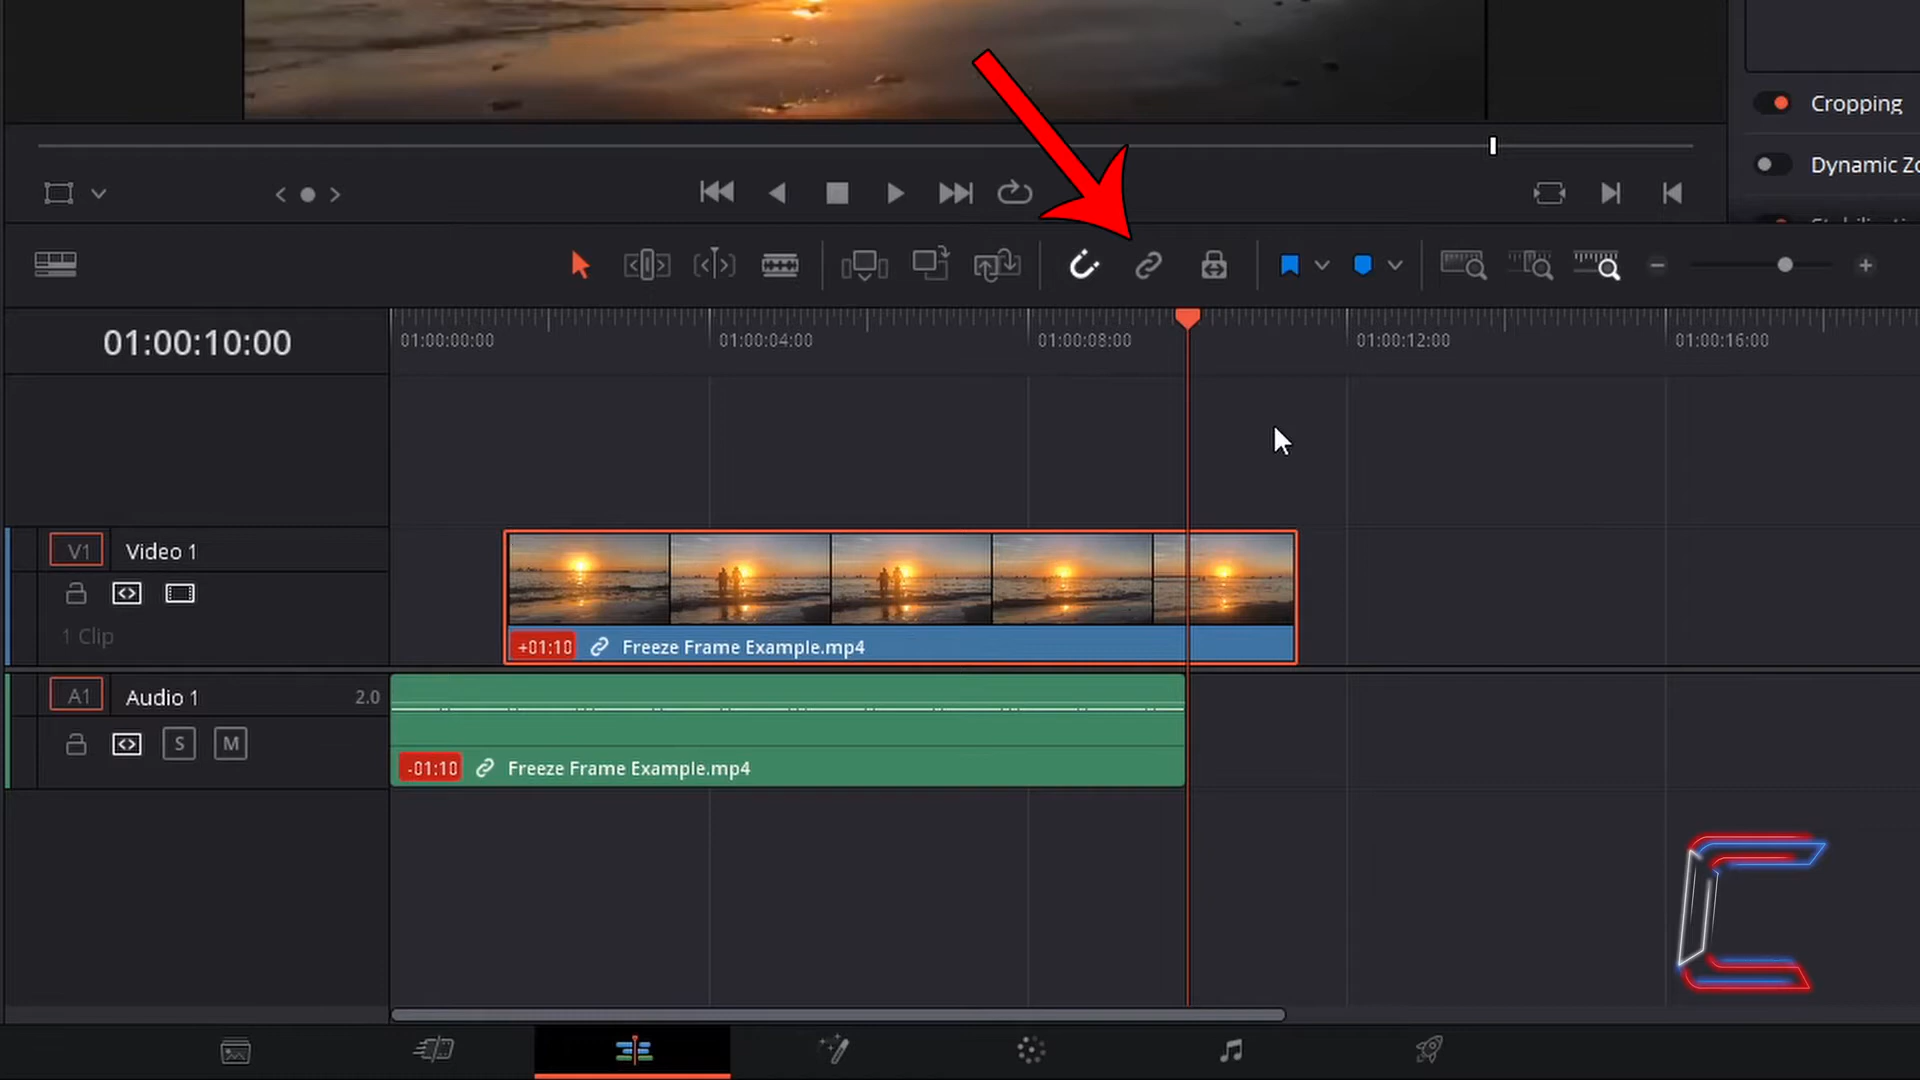 Cropping
Dynamic Zo
01:00:10:00
01:00:00:00
01:00:04:00
01:00:08:00
01:00:12:00
01:00:16:00
V1
Video 1
1 Clip
+01:10
Freeze Frame Example.mp4
A1
Audio 1
2.0
S
M
-01:10
Freeze Frame Example.mp4